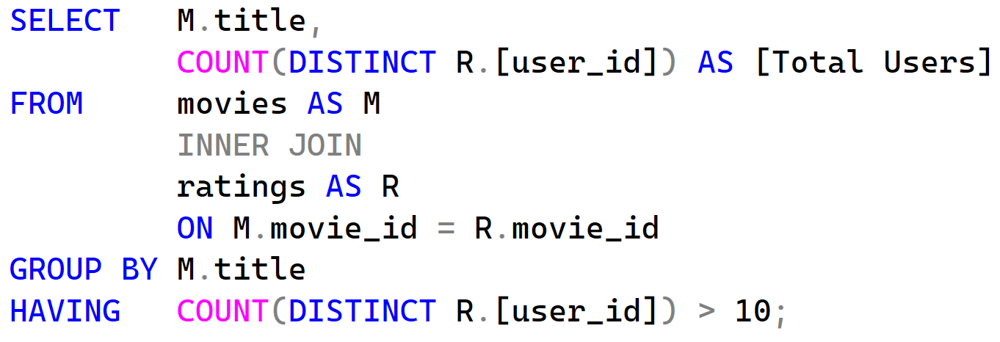 SELECT   M.title,
         COUNT(DISTINCT R.[user_id]) AS [Total Users]
FROM     movies AS M
         INNER JOIN
         ratings AS R
         ON M.movie_id = R.movie_id
GROUP BY M.title
HAVING   COUNT(DISTINCT R.[user_id]) > 10;